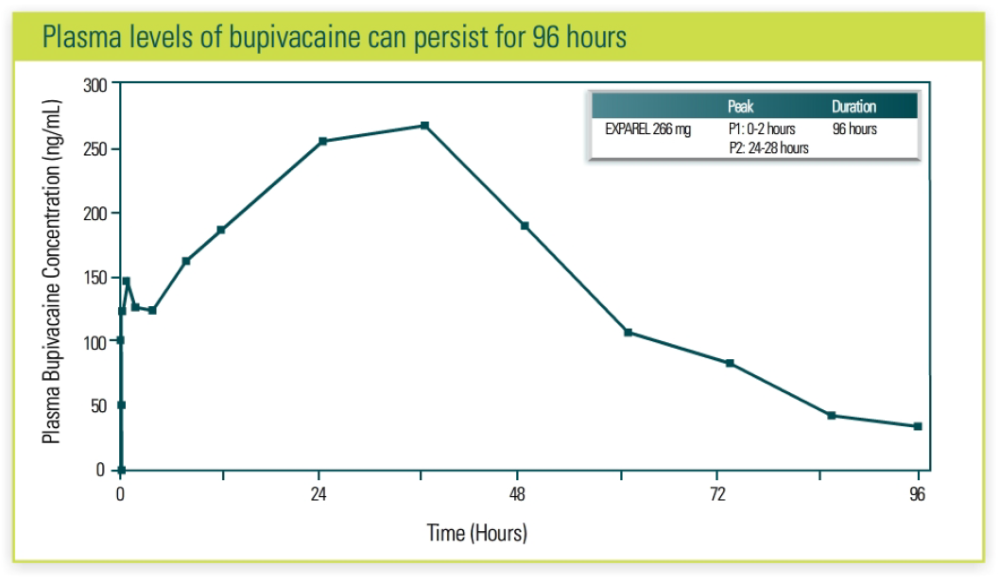 Plasma levels of bupivacaine can persist for 96 hours
Plasma Bupivacaine Concentration (ng/mL)
300
250
200
150
100
50
0
Peak Duration
EXPAREL 266 mg P1: 0-2 hours 96 hours
P2: 24-28 hours
0 24 48 72 96
Time (Hours)